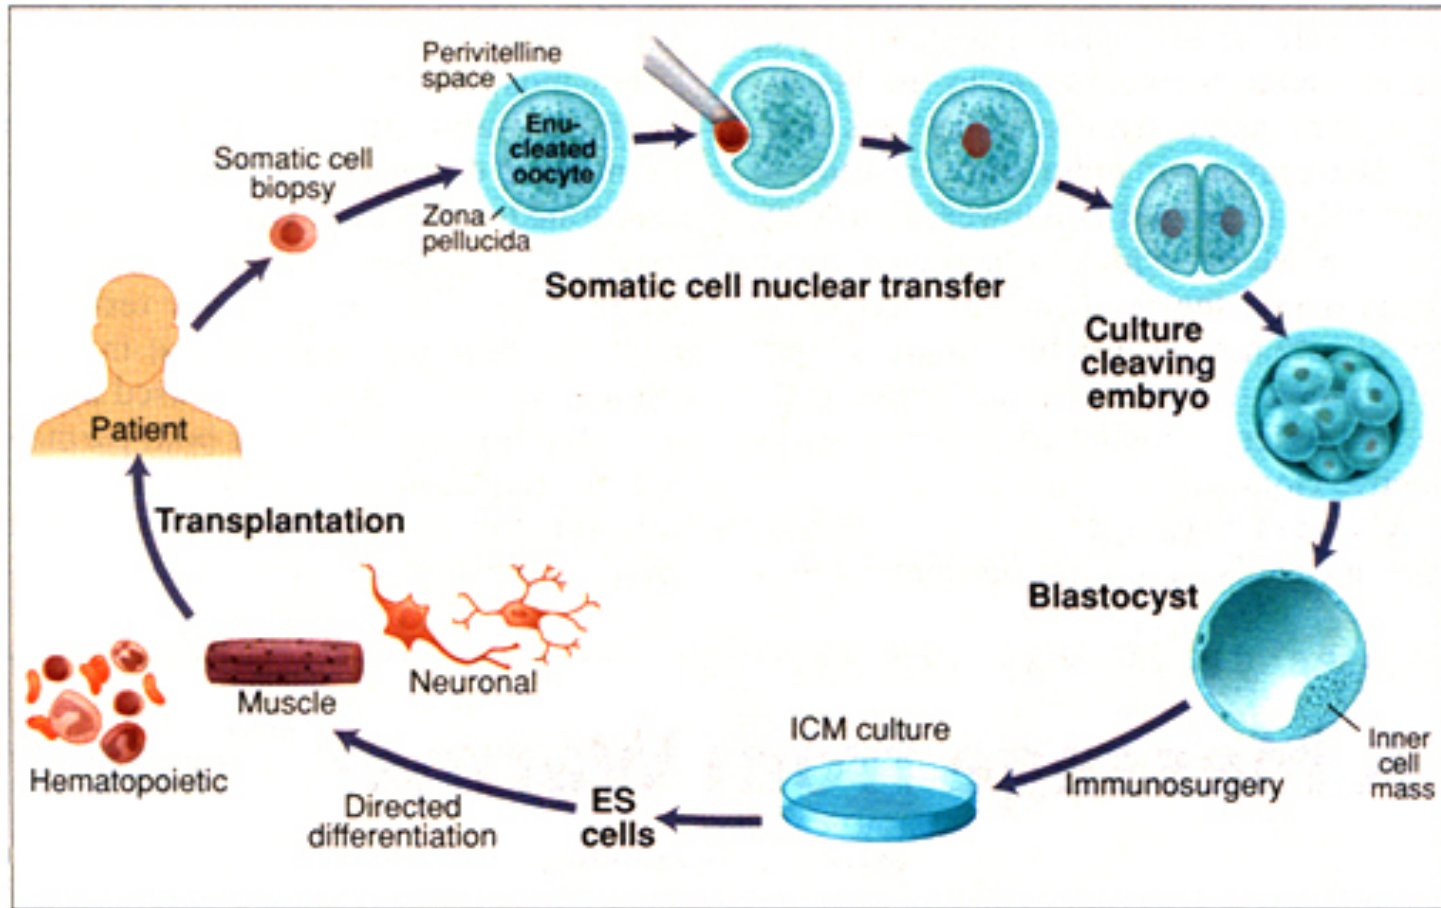 Perivitelline
space
Enu-
cleated
oocyte
Somatic cell
biopsy
Zona
pellucida
Somatic cell nuclear transfer
Culture
cleaving
embryo
Patient
Transplantation
Blastocyst
Neuronal
Muscle
Hematopoietic
ICM culture
Inner
cell
mass
Immunosurgery
Directed
differentiation
ES
cells